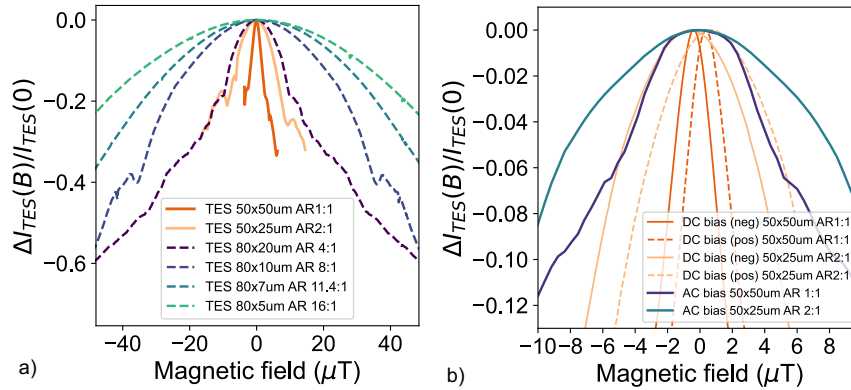 0.0
−0.2
−0.4
−0.6
ΔI_TES(B)/I_TES(0)
TES 50x50um AR1:1
TES 50x25um AR2:1
TES 80x20um AR 4:1
TES 80x10um AR 8:1
TES 80x7um AR 11.4:1
TES 80x5um AR 16:1
−40 −20 0 20 40
Magnetic field (μT)
a)
0.00
−0.02
−0.04
−0.06
−0.08
−0.10
−0.12
ΔI_TES(B)/I_TES(0)
DC bias (neg) 50x50um AR1:1
DC bias (pos) 50x50um AR1:1
DC bias (neg) 50x25um AR2:1
DC bias (pos) 50x25um AR2:1
AC bias 50x50um AR 1:1
AC bias 50x25um AR 2:1
−10 −8 −6 −4 −2 0 2 4 6 8
Magnetic field (μT)
b)